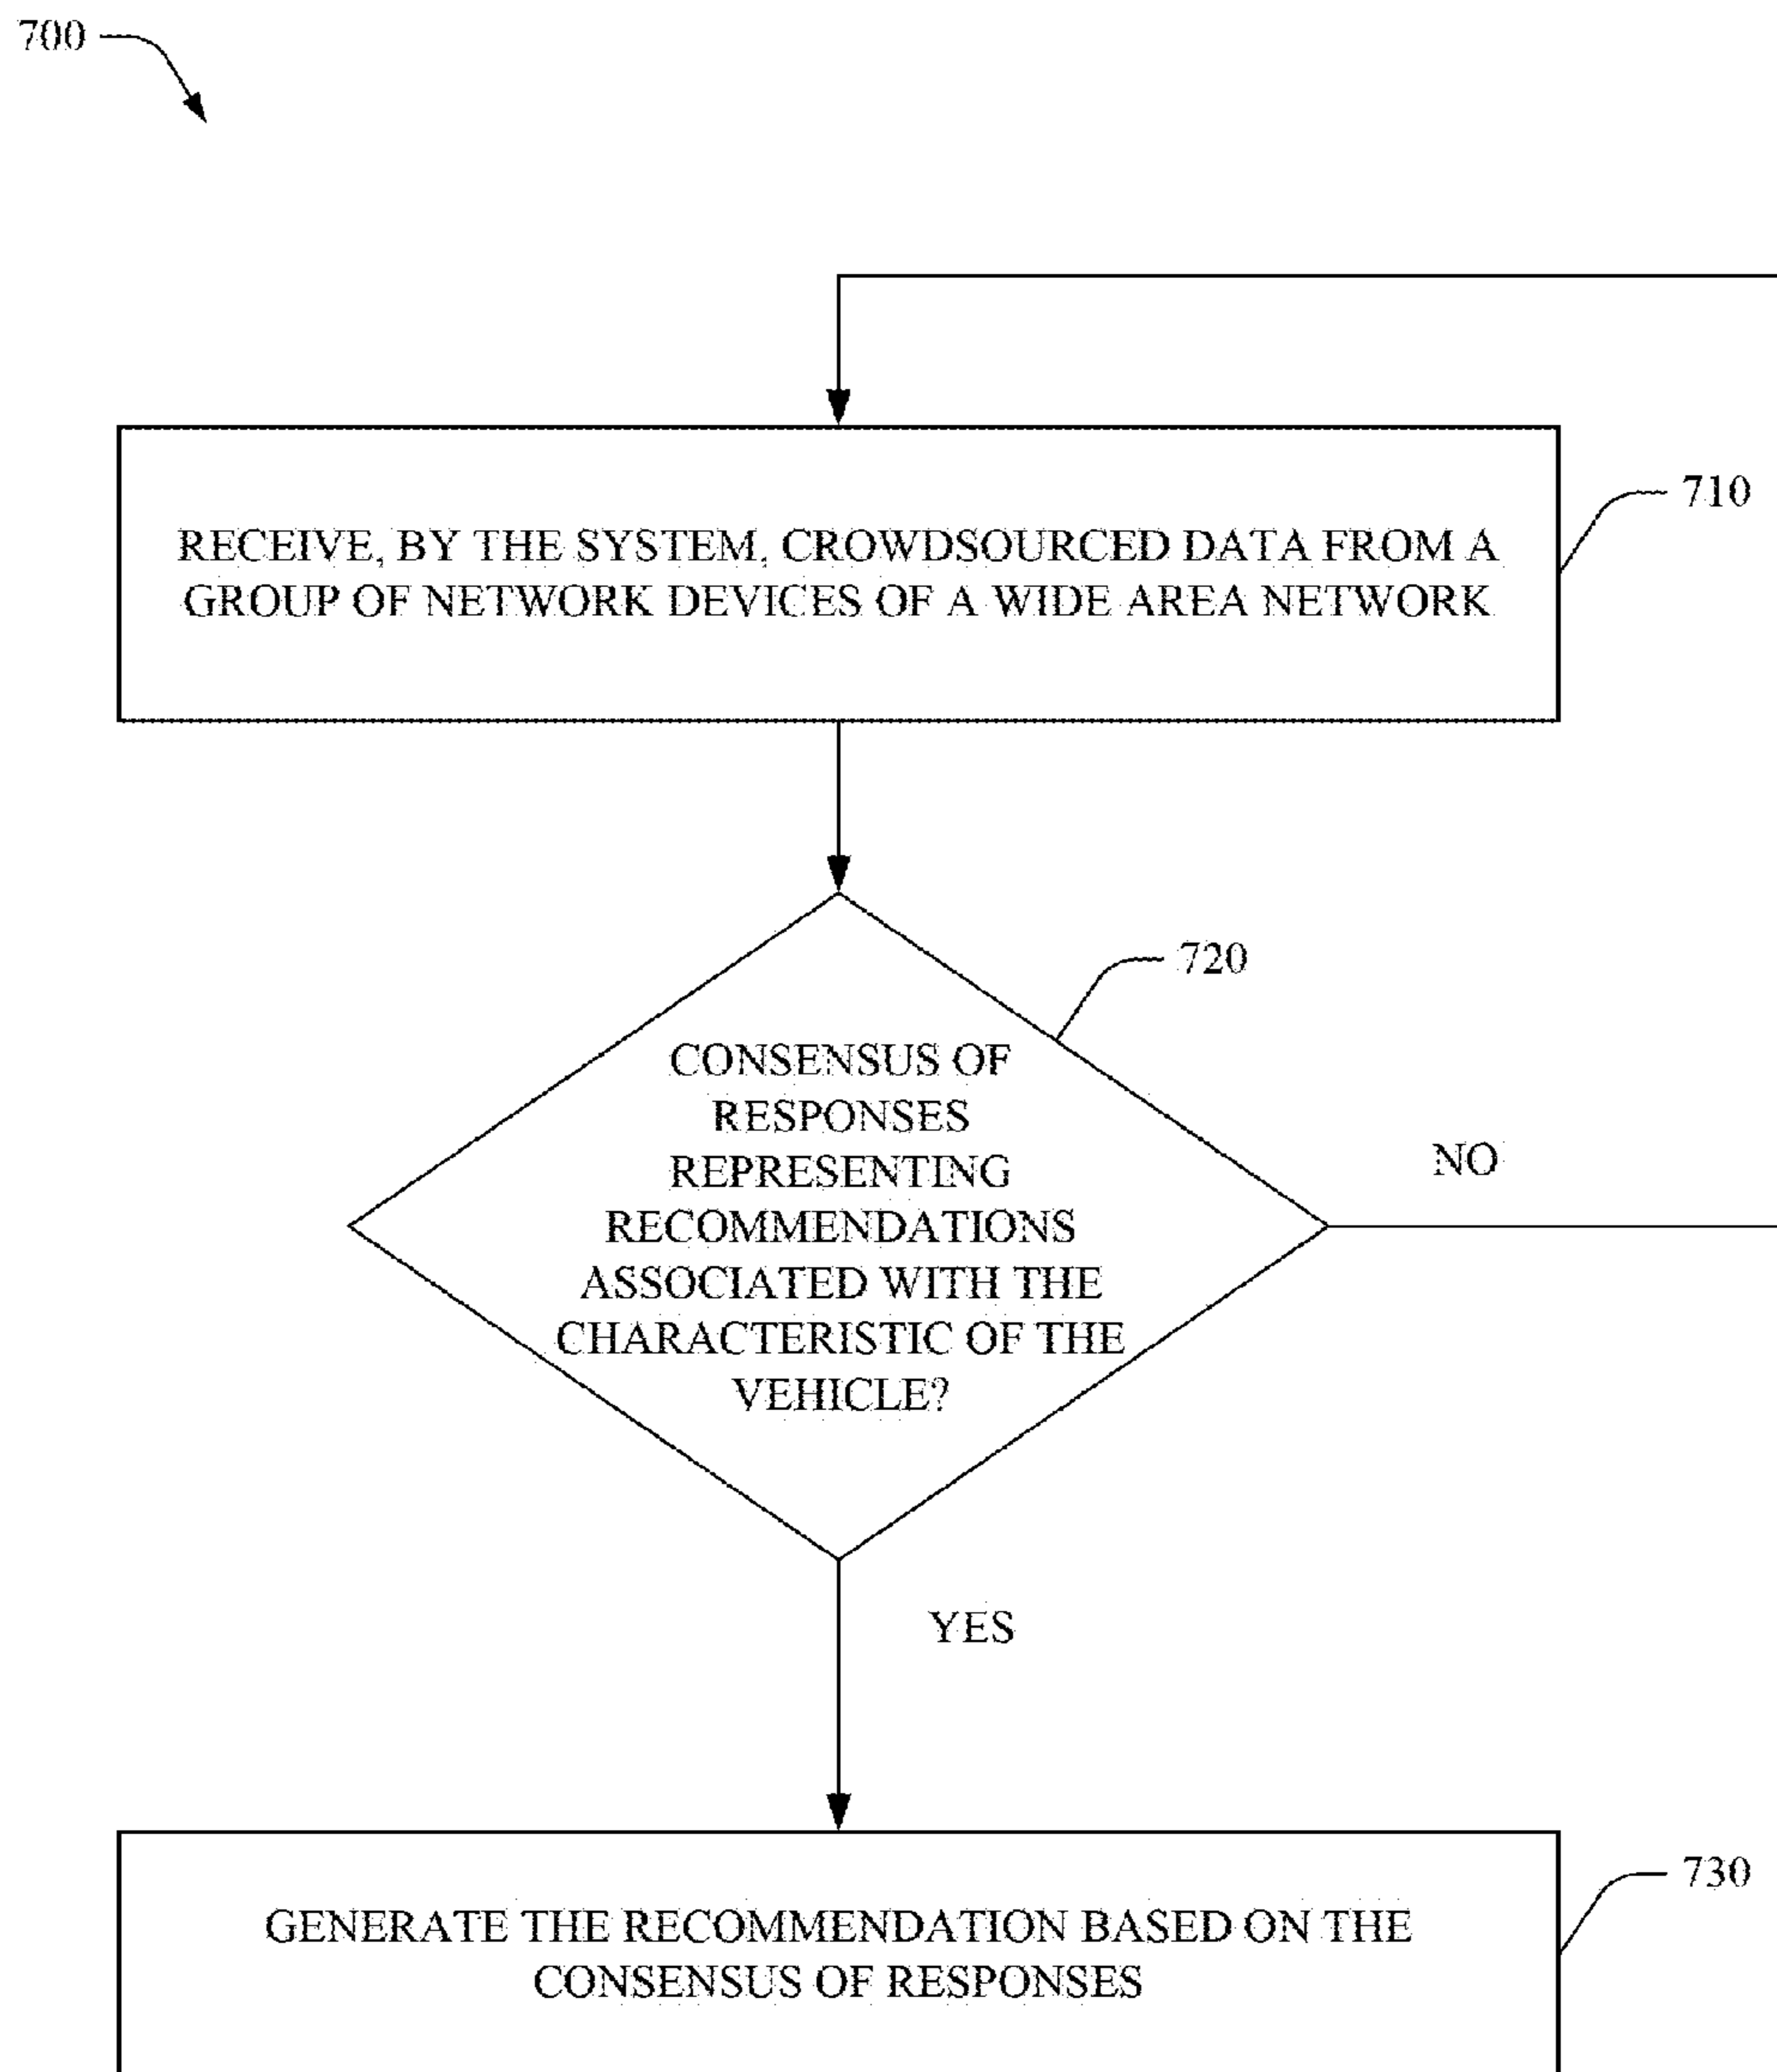 700
710
RECEIVE, BY THE SYSTEM, CROWDSOURCED DATA FROM A
GROUP OF NETWORK DEVICES OF A WIDE AREA NETWORK
720
CONSENSUS OF
RESPONSES
REPRESENTING
RECOMMENDATIONS
ASSOCIATED WITH THE
CHARACTERISTIC OF THE
VEHICLE?
NO
YES
730
GENERATE THE RECOMMENDATION BASED ON THE
CONSENSUS OF RESPONSES